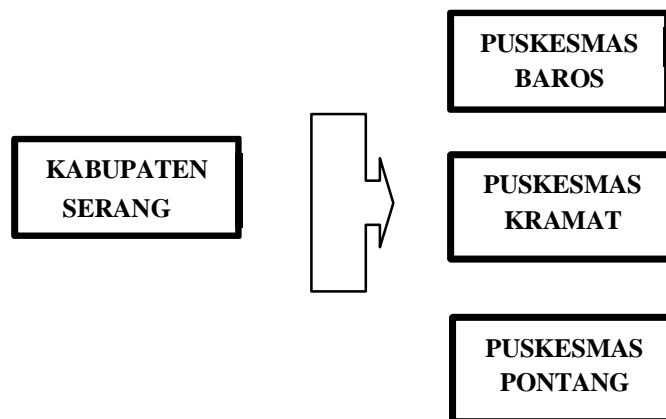 KABUPATEN
SERANG
PUSKESMAS
BAROS
PUSKESMAS
KRAMAT
PUSKESMAS
PONTANG